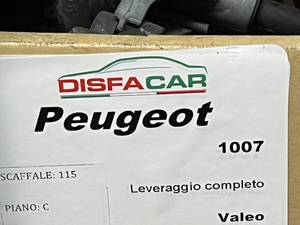 DISFACAR
Peugeot
1007
SCAFFALE: 115
Leveraggio completo
PIANO: C
Valeo